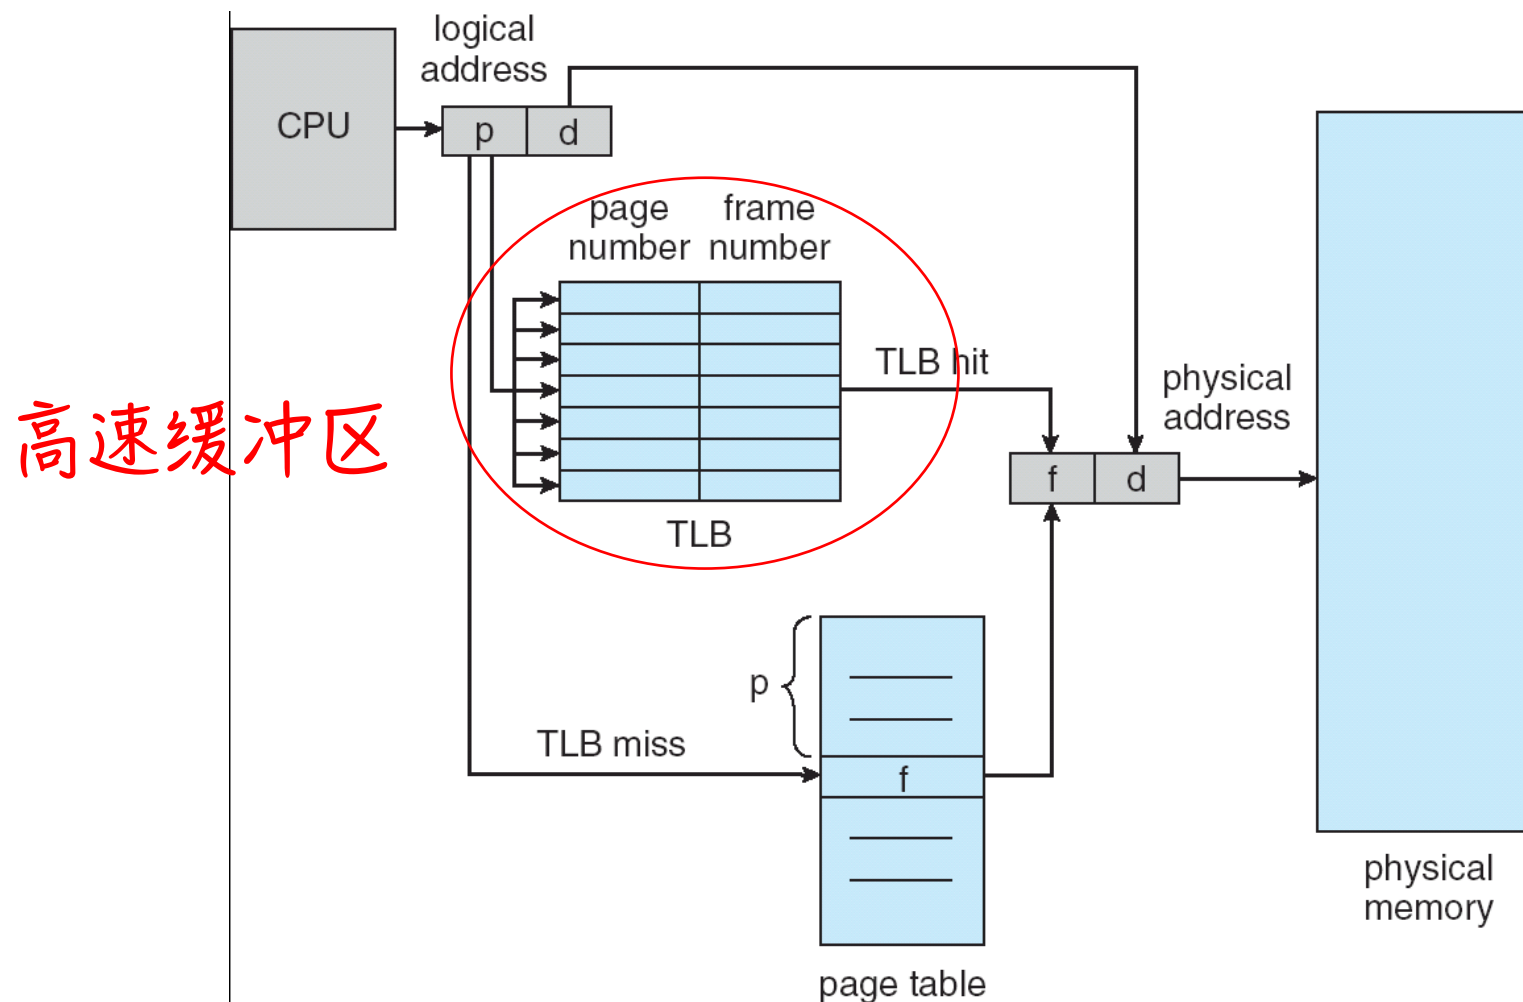 logical
address
CPU
p
d
page
number
frame
number
TLB hit
高速缓冲区
physical
address
f
d
TLB
p
TLB miss
f
physical
memory
page table